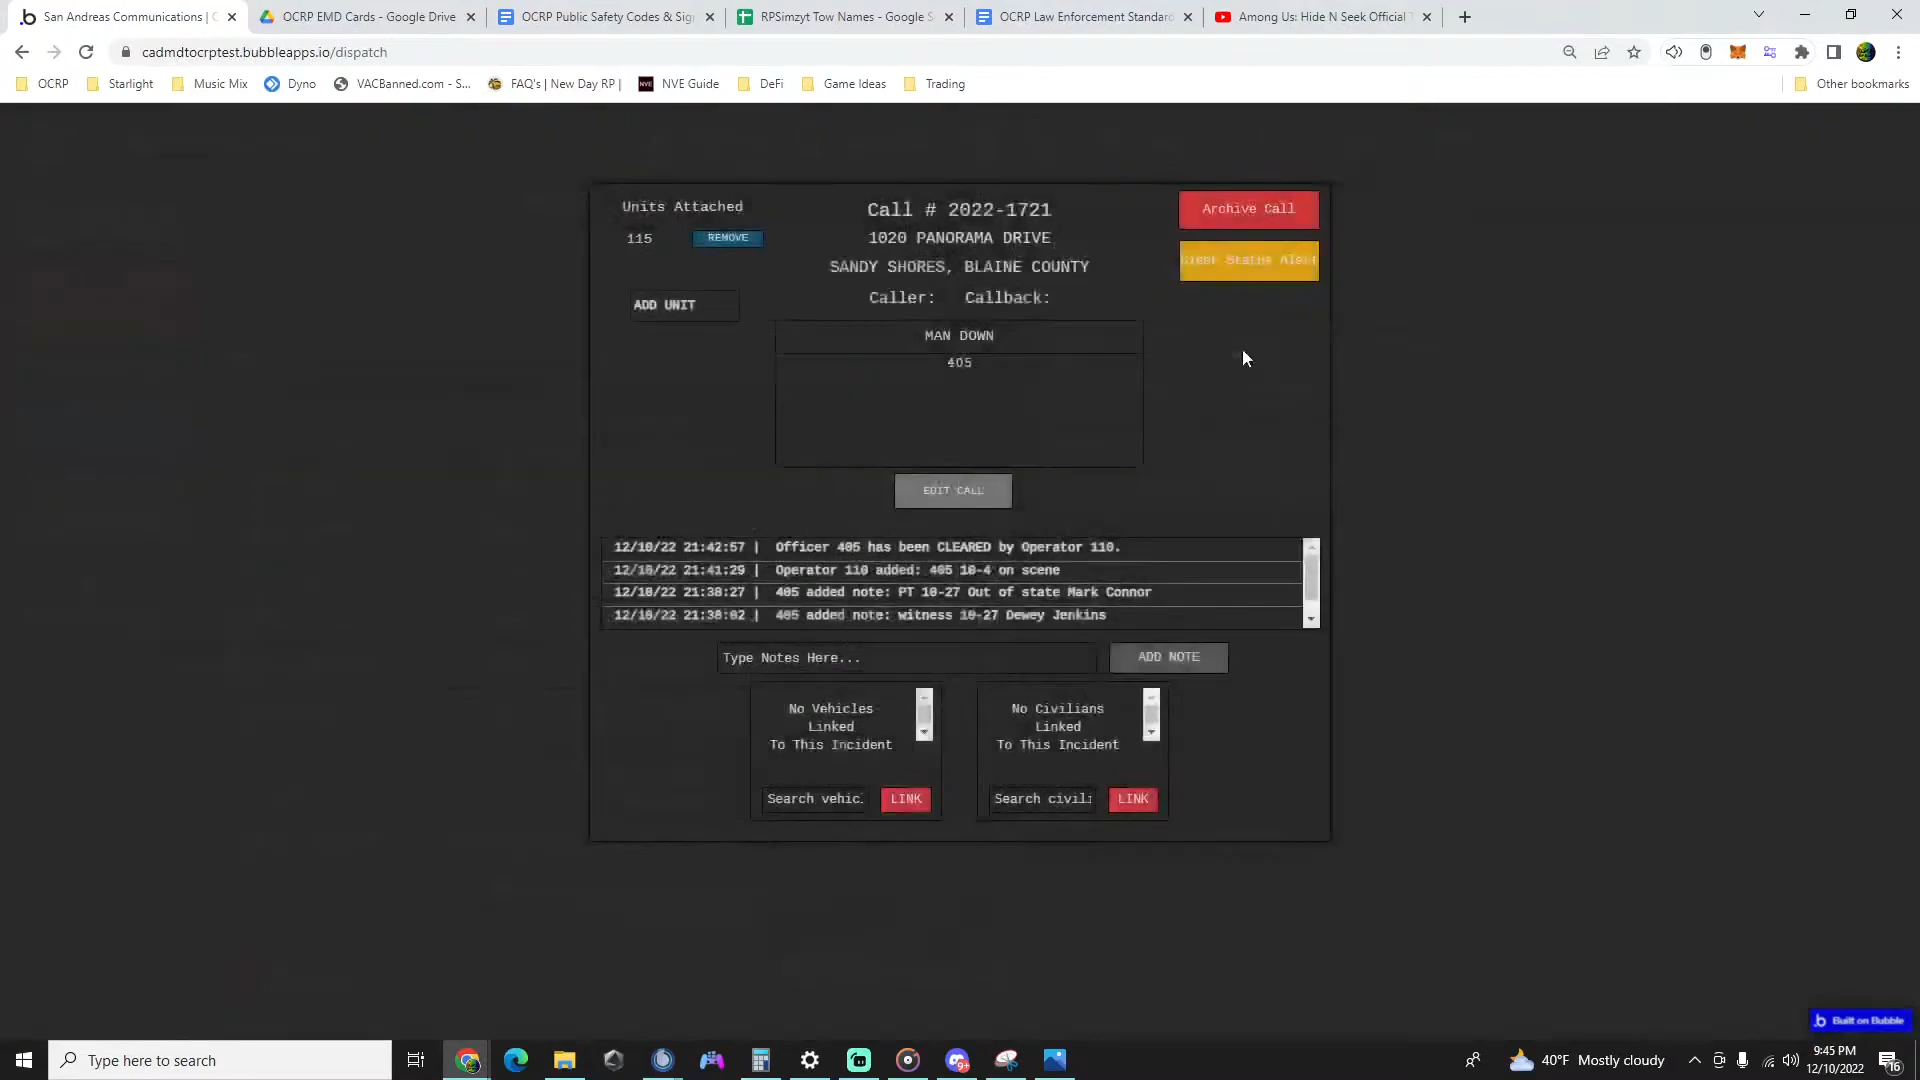 San Andreas Communications | C
OCRP EMD Cards - Google Drive
OCRP Public Safety Codes & Sig
RPSimzyt Tow Names - Google S
OCRP Law Enforcement Standard
Among Us: Hide N Seek Official T
cadmdtocrptest.bubbleapps.io/dispatch
OCRP
Starlight
Music Mix
Dyno
VACBanned.com - S...
FAQ's | New Day RP |
NVE Guide
DeFi
Game Ideas
Trading
Other bookmarks
Units Attached
115 REMOVE
ADD UNIT
Call # 2022-1721
1020 PANORAMA DRIVE
SANDY SHORES, BLAINE COUNTY
Caller: Callback:
Archive Call
Status Alert
MAN DOWN
405
EDIT CALL
12/10/22 21:42:57 | Officer 405 has been CLEARED by Operator 110.
12/10/22 21:41:29 | Operator 110 added: 405 10-4 on scene
12/10/22 21:38:27 | 405 added note: PT 10-27 Out of state Mark Connor
12/10/22 21:38:02 | 405 added note: witness 10-27 Dewey Jenkins
Type Notes Here...
ADD NOTE
No Vehicles
Linked
To This Incident
Search vehic
LINK
No Civilians
Linked
To This Incident
Search civili
LINK
Built on Bubble
Type here to search
9+
40°F Mostly cloudy
9:45 PM
12/10/2022
16